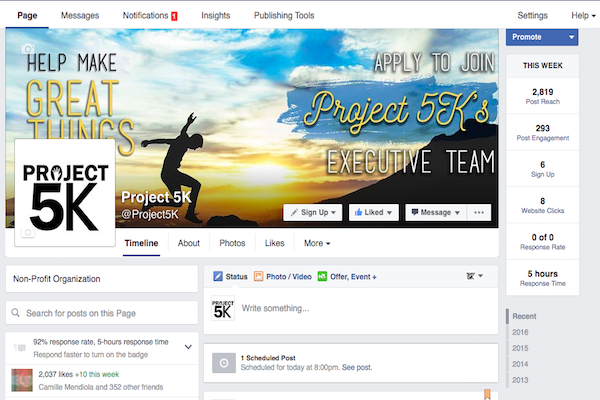 Page Messages Notifications 1 Insights Publishing Tools Settings Help
HELP MAKE
GREAT
THINGS
APPLY TO JOIN
Project 5K's
EXECUTIVE TEAM
PROJECT
5K
Project 5K
@Project5K
Sign Up Liked Message
Timeline About Photos Likes More
Promote
THIS WEEK
2,819
Post Reach
293
Post Engagement
6
Sign Up
8
Website Clicks
0 of 0
Response Rate
5 hours
Response Time
Recent
2016
2015
2014
2013
Non-Profit Organization
Search for posts on this Page
92% response rate, 5-hours response time
Respond faster to turn on the badge
2,037 likes +10 this week
Camille Mendiola and 352 other friends
Status Photo / Video Offer, Event +
PROJECT
5K
Write something...
1 Scheduled Post
Scheduled for today at 8:00pm. See post.